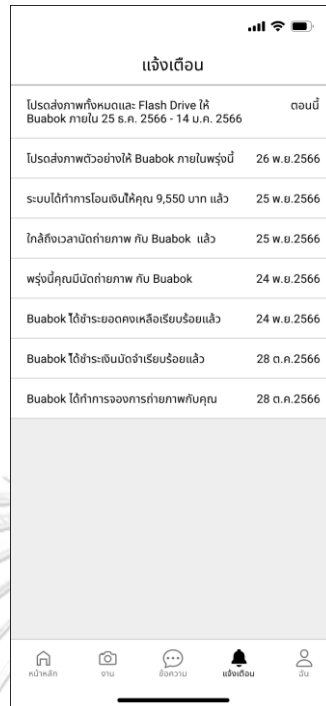 แจ้งเตือน
โปรดส่งภาพทั้งหมดและ Flash Drive ให้ ตอนนี้
Buabok ภายใน 25 ธ.ค. 2566 - 14 ม.ค. 2566
โปรดส่งภาพตัวอย่างให้ Buabok ภายในพรุ่งนี้ 26 พ.ย.2566
ระบบได้ทำการโอนเงินให้คุณ 9,550 บาท แล้ว 25 พ.ย.2566
ใกล้ถึงเวลานัดถ่ายภาพ กับ Buabok แล้ว 25 พ.ย.2566
พรุ่งนี้คุณมีนัดถ่ายภาพ กับ Buabok 24 พ.ย.2566
Buabok ได้ชำระยอดคงเหลือเรียบร้อยแล้ว 24 พ.ย.2566
Buabok ได้ชำระเงินมัดจำเรียบร้อยแล้ว 28 ต.ค.2566
Buabok ได้ทำการจองการถ่ายภาพกับคุณ 28 ต.ค.2566
หน้าหลัก งาน ข้อความ แจ้งเตือน ฉัน